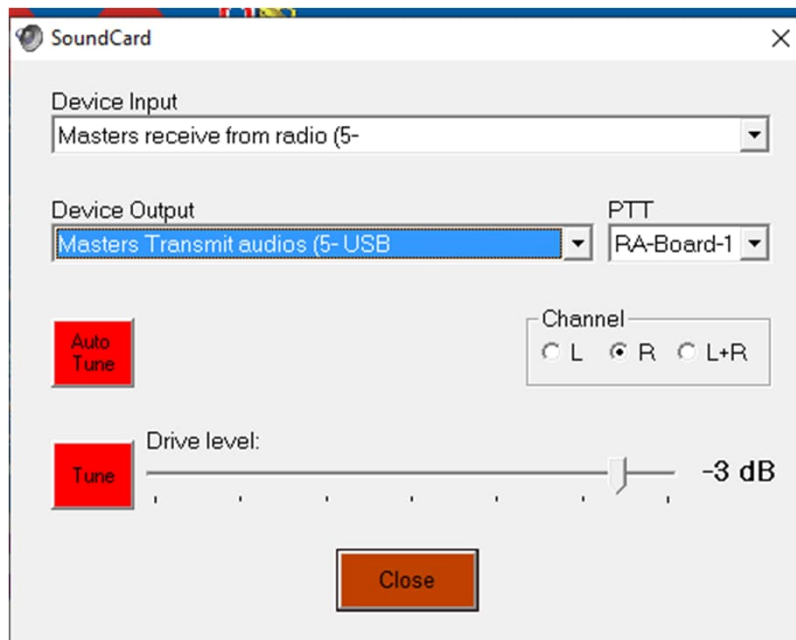 SoundCard
Device Input
Masters receive from radio (5-
Device Output
PTT
Masters Transmit audios (5- USB
RA-Board-1
Auto
Tune
Channel
L R L+R
Drive level:
Tune
-3 dB
Close